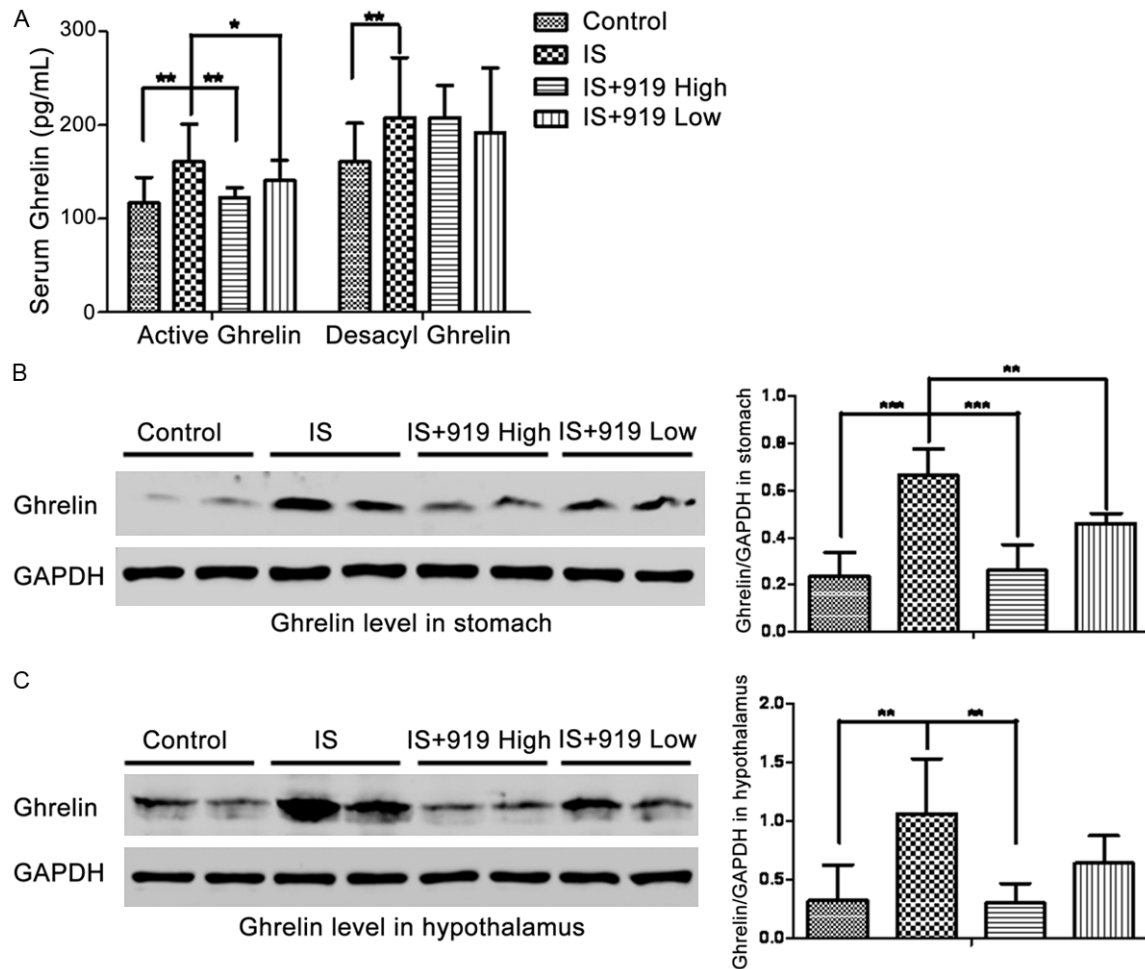 A
Serum Ghrelin (pg/mL)
300
200
100
0
**
**
*
**
Active Ghrelin
Desacyl Ghrelin
Control
IS
IS+919 High
IS+919 Low
B
Control IS IS+919 High IS+919 Low
Ghrelin
GAPDH
Ghrelin level in stomach
Ghrelin/GAPDH in stomach
1.0
0.8
0.6
0.4
0.2
0.0
***
***
**
C
Control IS IS+919 High IS+919 Low
Ghrelin
GAPDH
Ghrelin level in hypothalamus
Ghrelin/GAPDH in hypothalamus
2.0
1.5
1.0
0.5
0.0
**
**